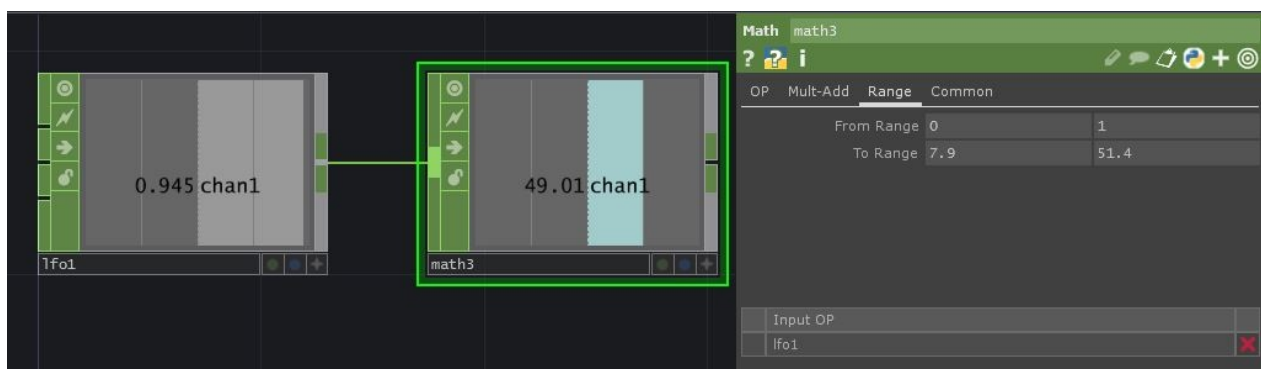 0.945 chan1
lfo1
49.01 chan1
math3
Math math3
? ? i
OP Mult-Add Range Common
From Range 0 1
To Range 7.9 51.4
Input OP
lfo1